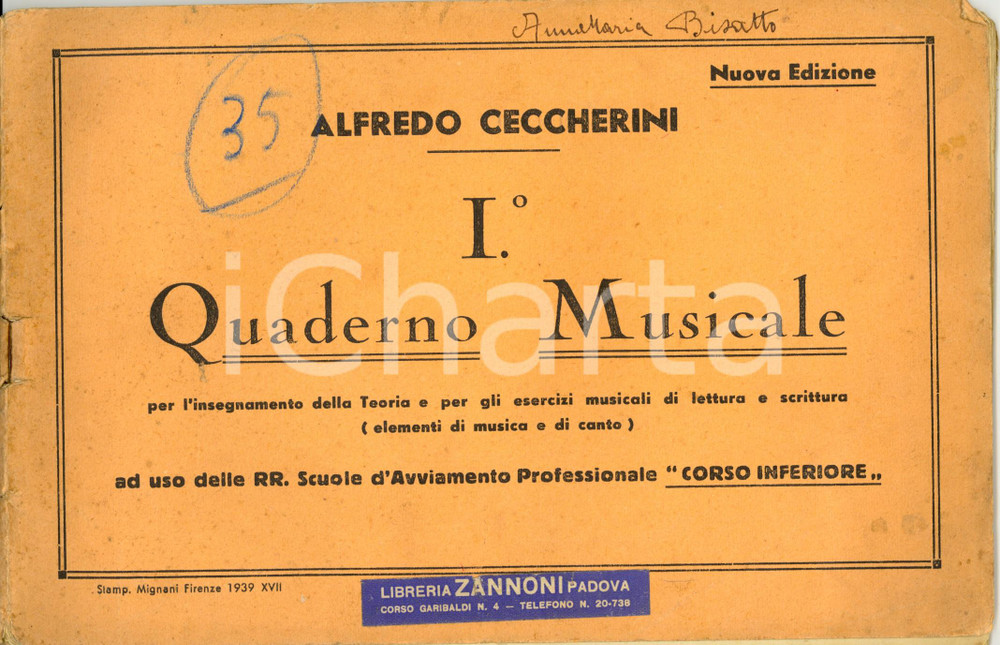 AnnaMaria Bisatto
Nuova Edizione
35
ALFREDO CECCHERINI
I.º
Quaderno Musicale
iCharta
per l'insegnamento della Teoria e per gli esercizi musicali di lettura e scrittura
( elementi di musica e di canto )
ad uso delle RR. Scuole d'Avviamento Professionale "CORSO INFERIORE„
Stamp. Mignani Firenze 1939 XVII
LIBRERIA ZANNONI PADOVA
CORSO GARIBALDI N. 4 — TELEFONO N. 20-738